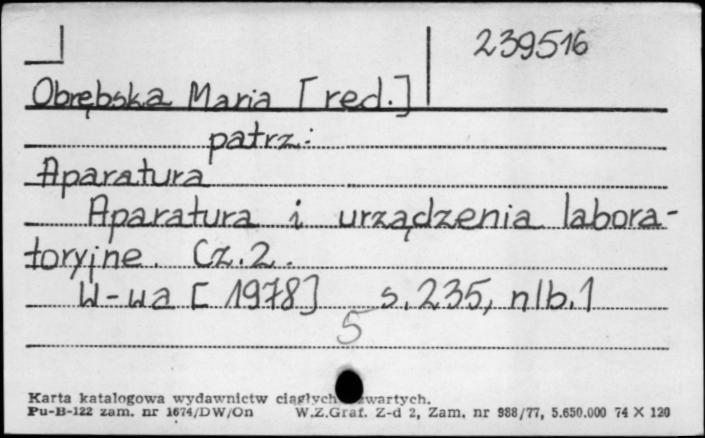 239516
Obrębska Maria [red.]
patrz:
Aparatura
Aparatura i urządzenia labora-
toryjne. Cz. 2.
W-wa [1978] s. 235, nlb. 1
5
Karta katalogowa wydawnictw ciągłych wartych.
Pu-B-122 zam. nr 1674/DW/On W.Z.Graf. Z-d 2, Zam. nr 988/77, 5.650.000 74 X 120